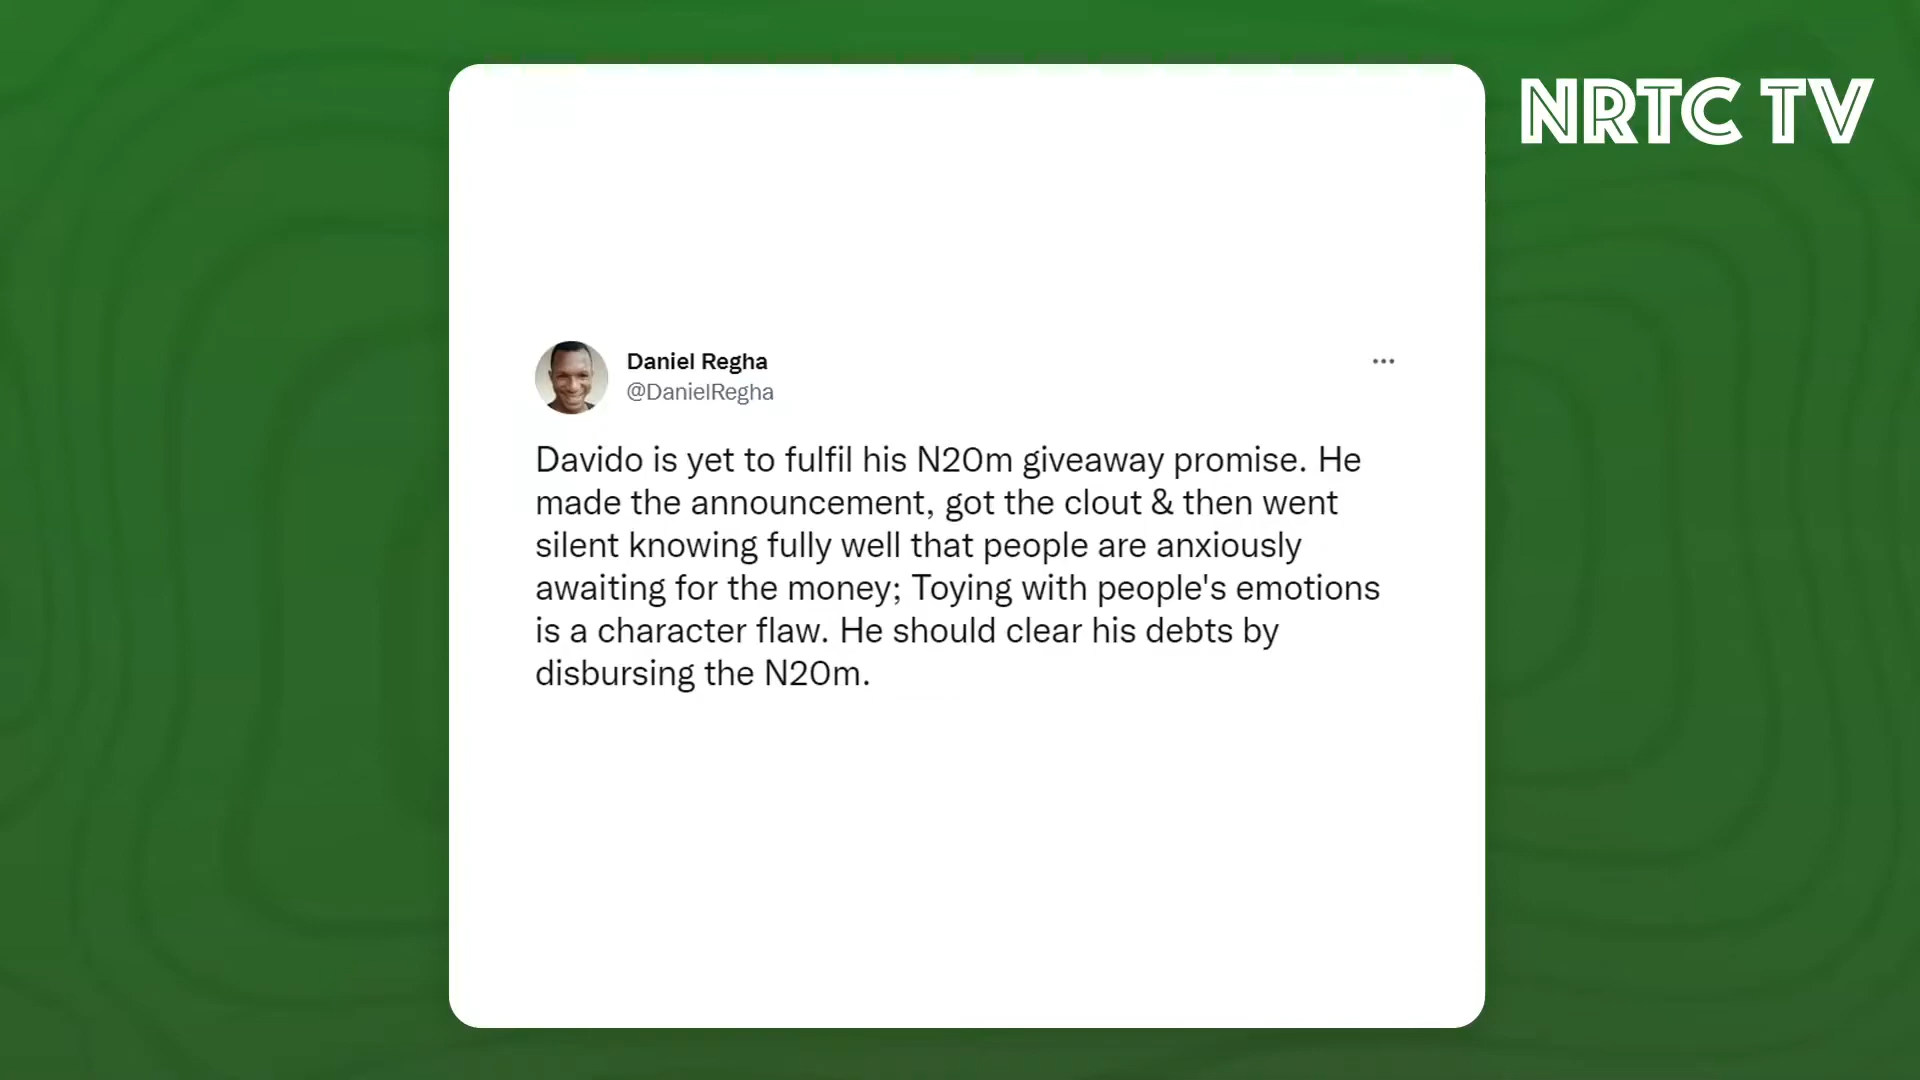 NRTC TV
Daniel Regha
@DanielRegha
Davido is yet to fulfil his N20m giveaway promise. He
made the announcement, got the clout & then went
silent knowing fully well that people are anxiously
awaiting for the money; Toying with people's emotions
is a character flaw. He should clear his debts by
disbursing the N20m.